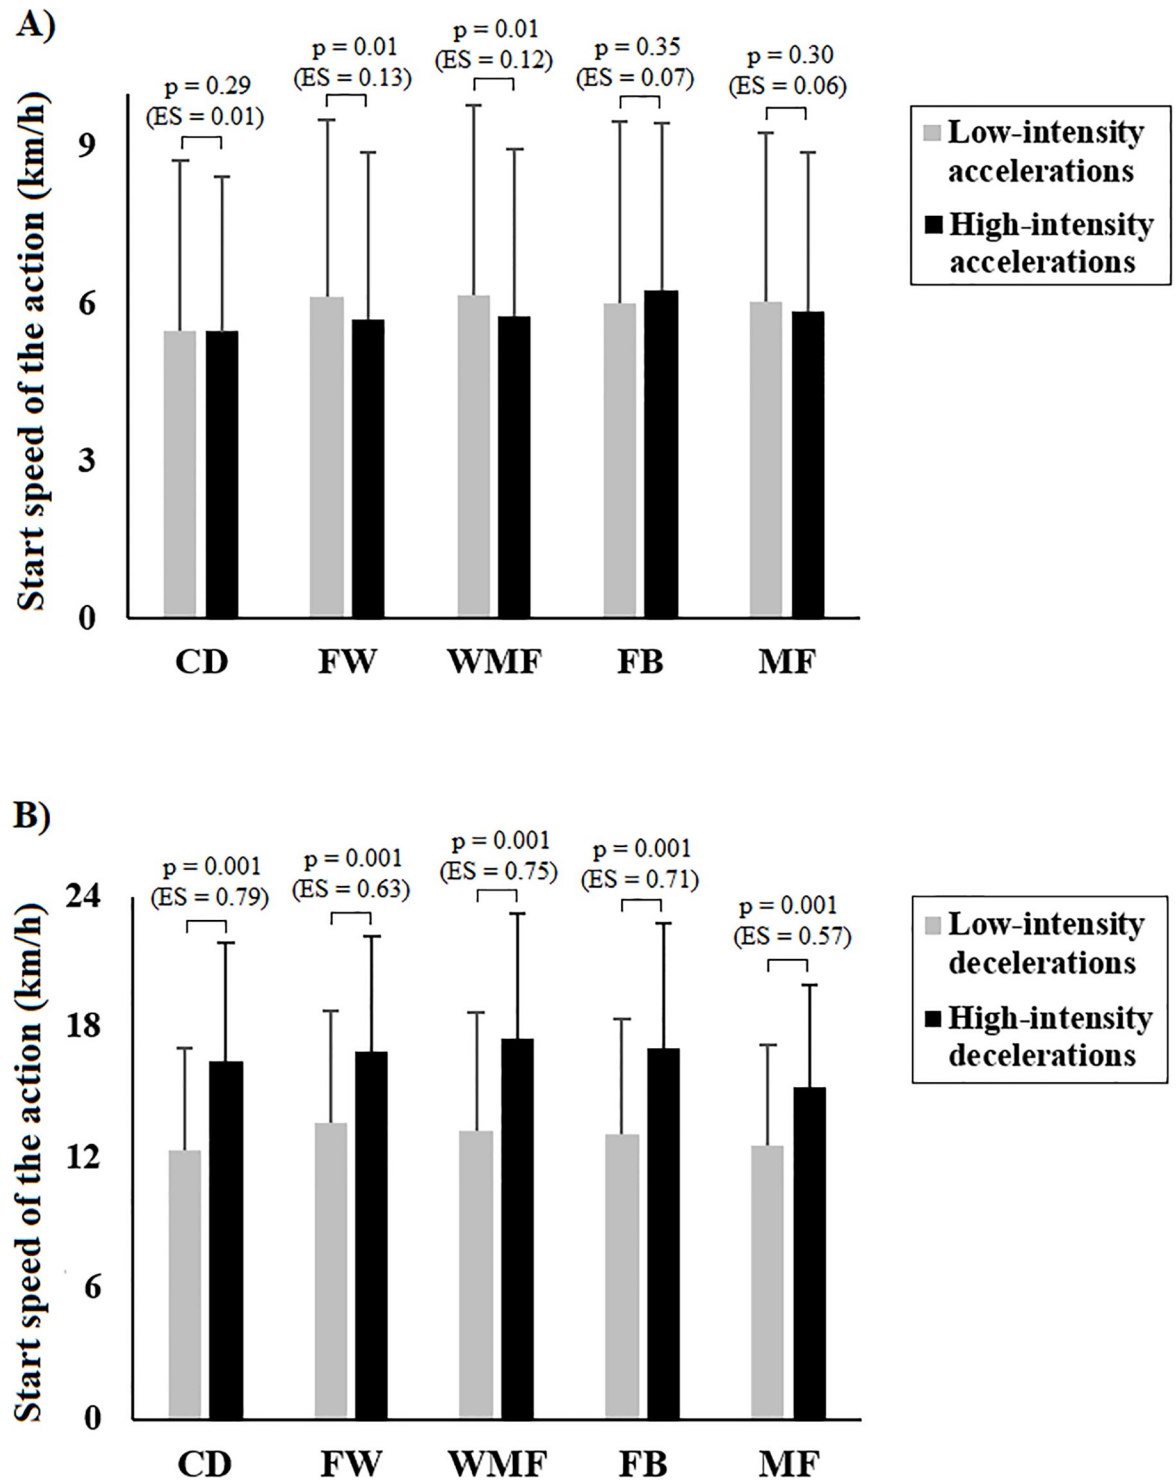 A)
p = 0.29
(ES = 0.01)
p = 0.01
(ES = 0.13)
p = 0.01
(ES = 0.12)
p = 0.35
(ES = 0.07)
p = 0.30
(ES = 0.06)
Start speed of the action (km/h)
9
6
3
0
CD
FW
WMF
FB
MF
Low-intensity
accelerations
High-intensity
accelerations
B)
p = 0.001
(ES = 0.79)
p = 0.001
(ES = 0.63)
p = 0.001
(ES = 0.75)
p = 0.001
(ES = 0.71)
p = 0.001
(ES = 0.57)
Start speed of the action (km/h)
24
18
12
6
0
CD
FW
WMF
FB
MF
Low-intensity
decelerations
High-intensity
decelerations